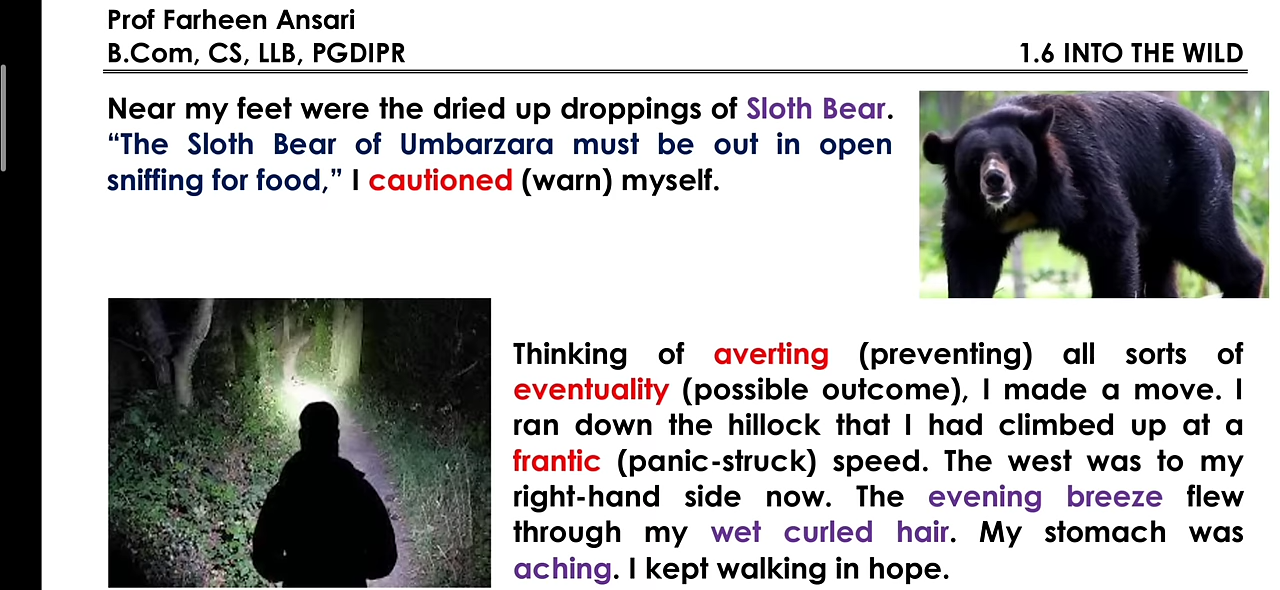 Prof Farheen Ansari
B.Com, CS, LLB, PGDIPR 1.6 INTO THE WILD
Near my feet were the dried up droppings of Sloth Bear.
“The Sloth Bear of Umbarzara must be out in open
sniffing for food,” I cautioned (warn) myself.
Thinking of averting (preventing) all sorts of
eventuality (possible outcome), I made a move. I
ran down the hillock that I had climbed up at a
frantic (panic-struck) speed. The west was to my
right-hand side now. The evening breeze flew
through my wet curled hair. My stomach was
aching. I kept walking in hope.